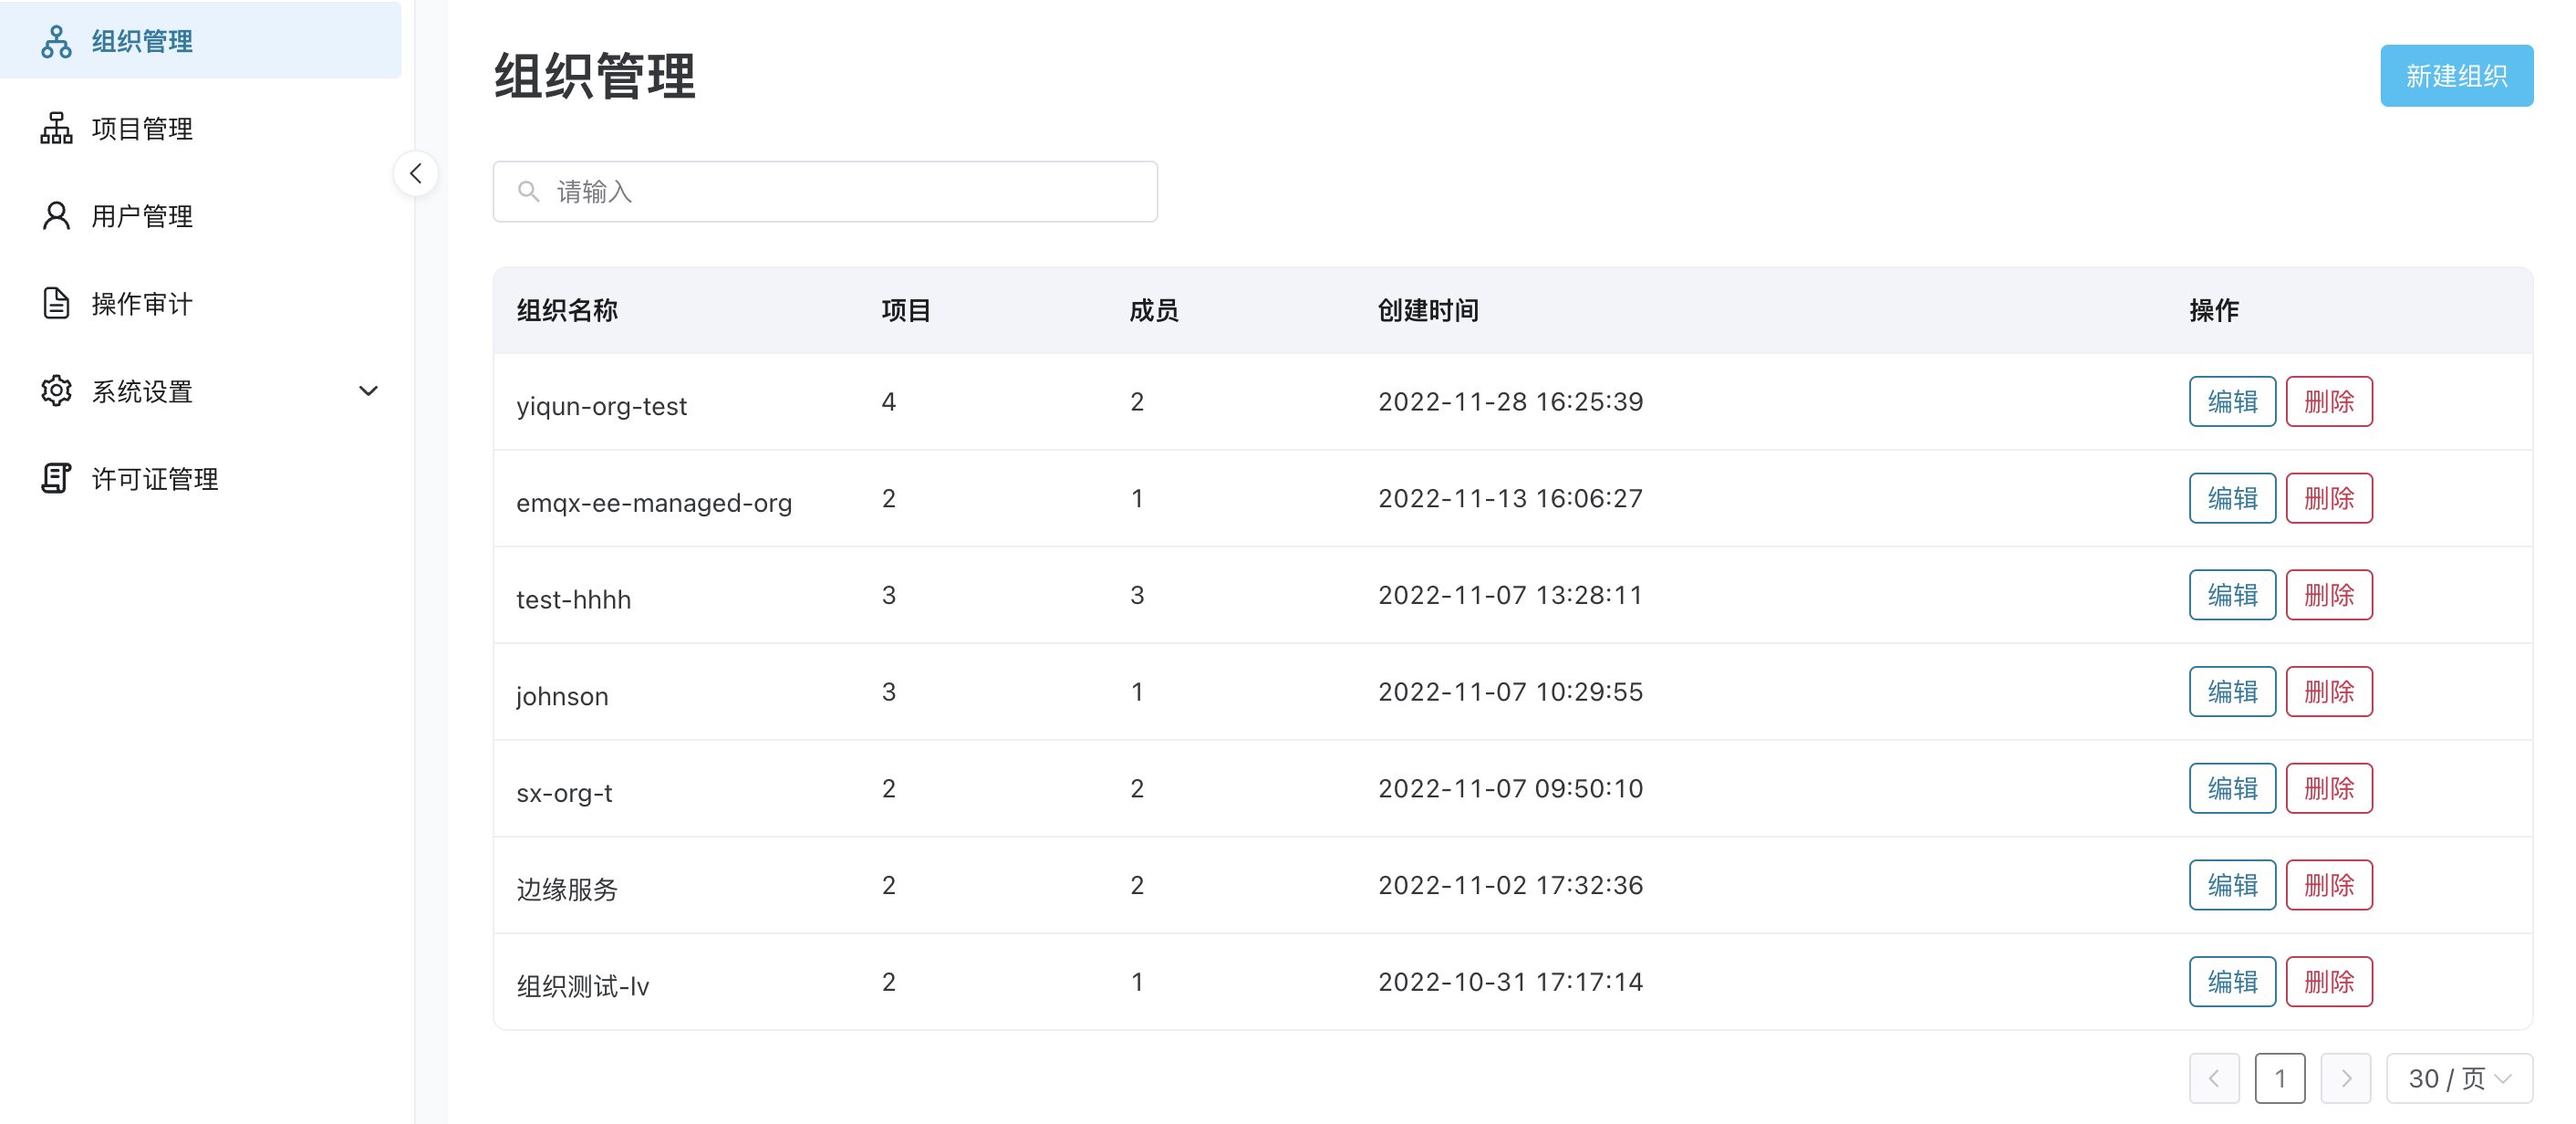 组织管理
项目管理
用户管理
操作审计
系统设置
许可证管理
组织管理
新建组织
请输入
组织名称 项目 成员 创建时间 操作
yiqun-org-test 4 2 2022-11-28 16:25:39 编辑 删除
emqx-ee-managed-org 2 1 2022-11-13 16:06:27 编辑 删除
test-hhhh 3 3 2022-11-07 13:28:11 编辑 删除
johnson 3 1 2022-11-07 10:29:55 编辑 删除
sx-org-t 2 2 2022-11-07 09:50:10 编辑 删除
边缘服务 2 2 2022-11-02 17:32:36 编辑 删除
组织测试-lv 2 1 2022-10-31 17:17:14 编辑 删除
1 30 / 页